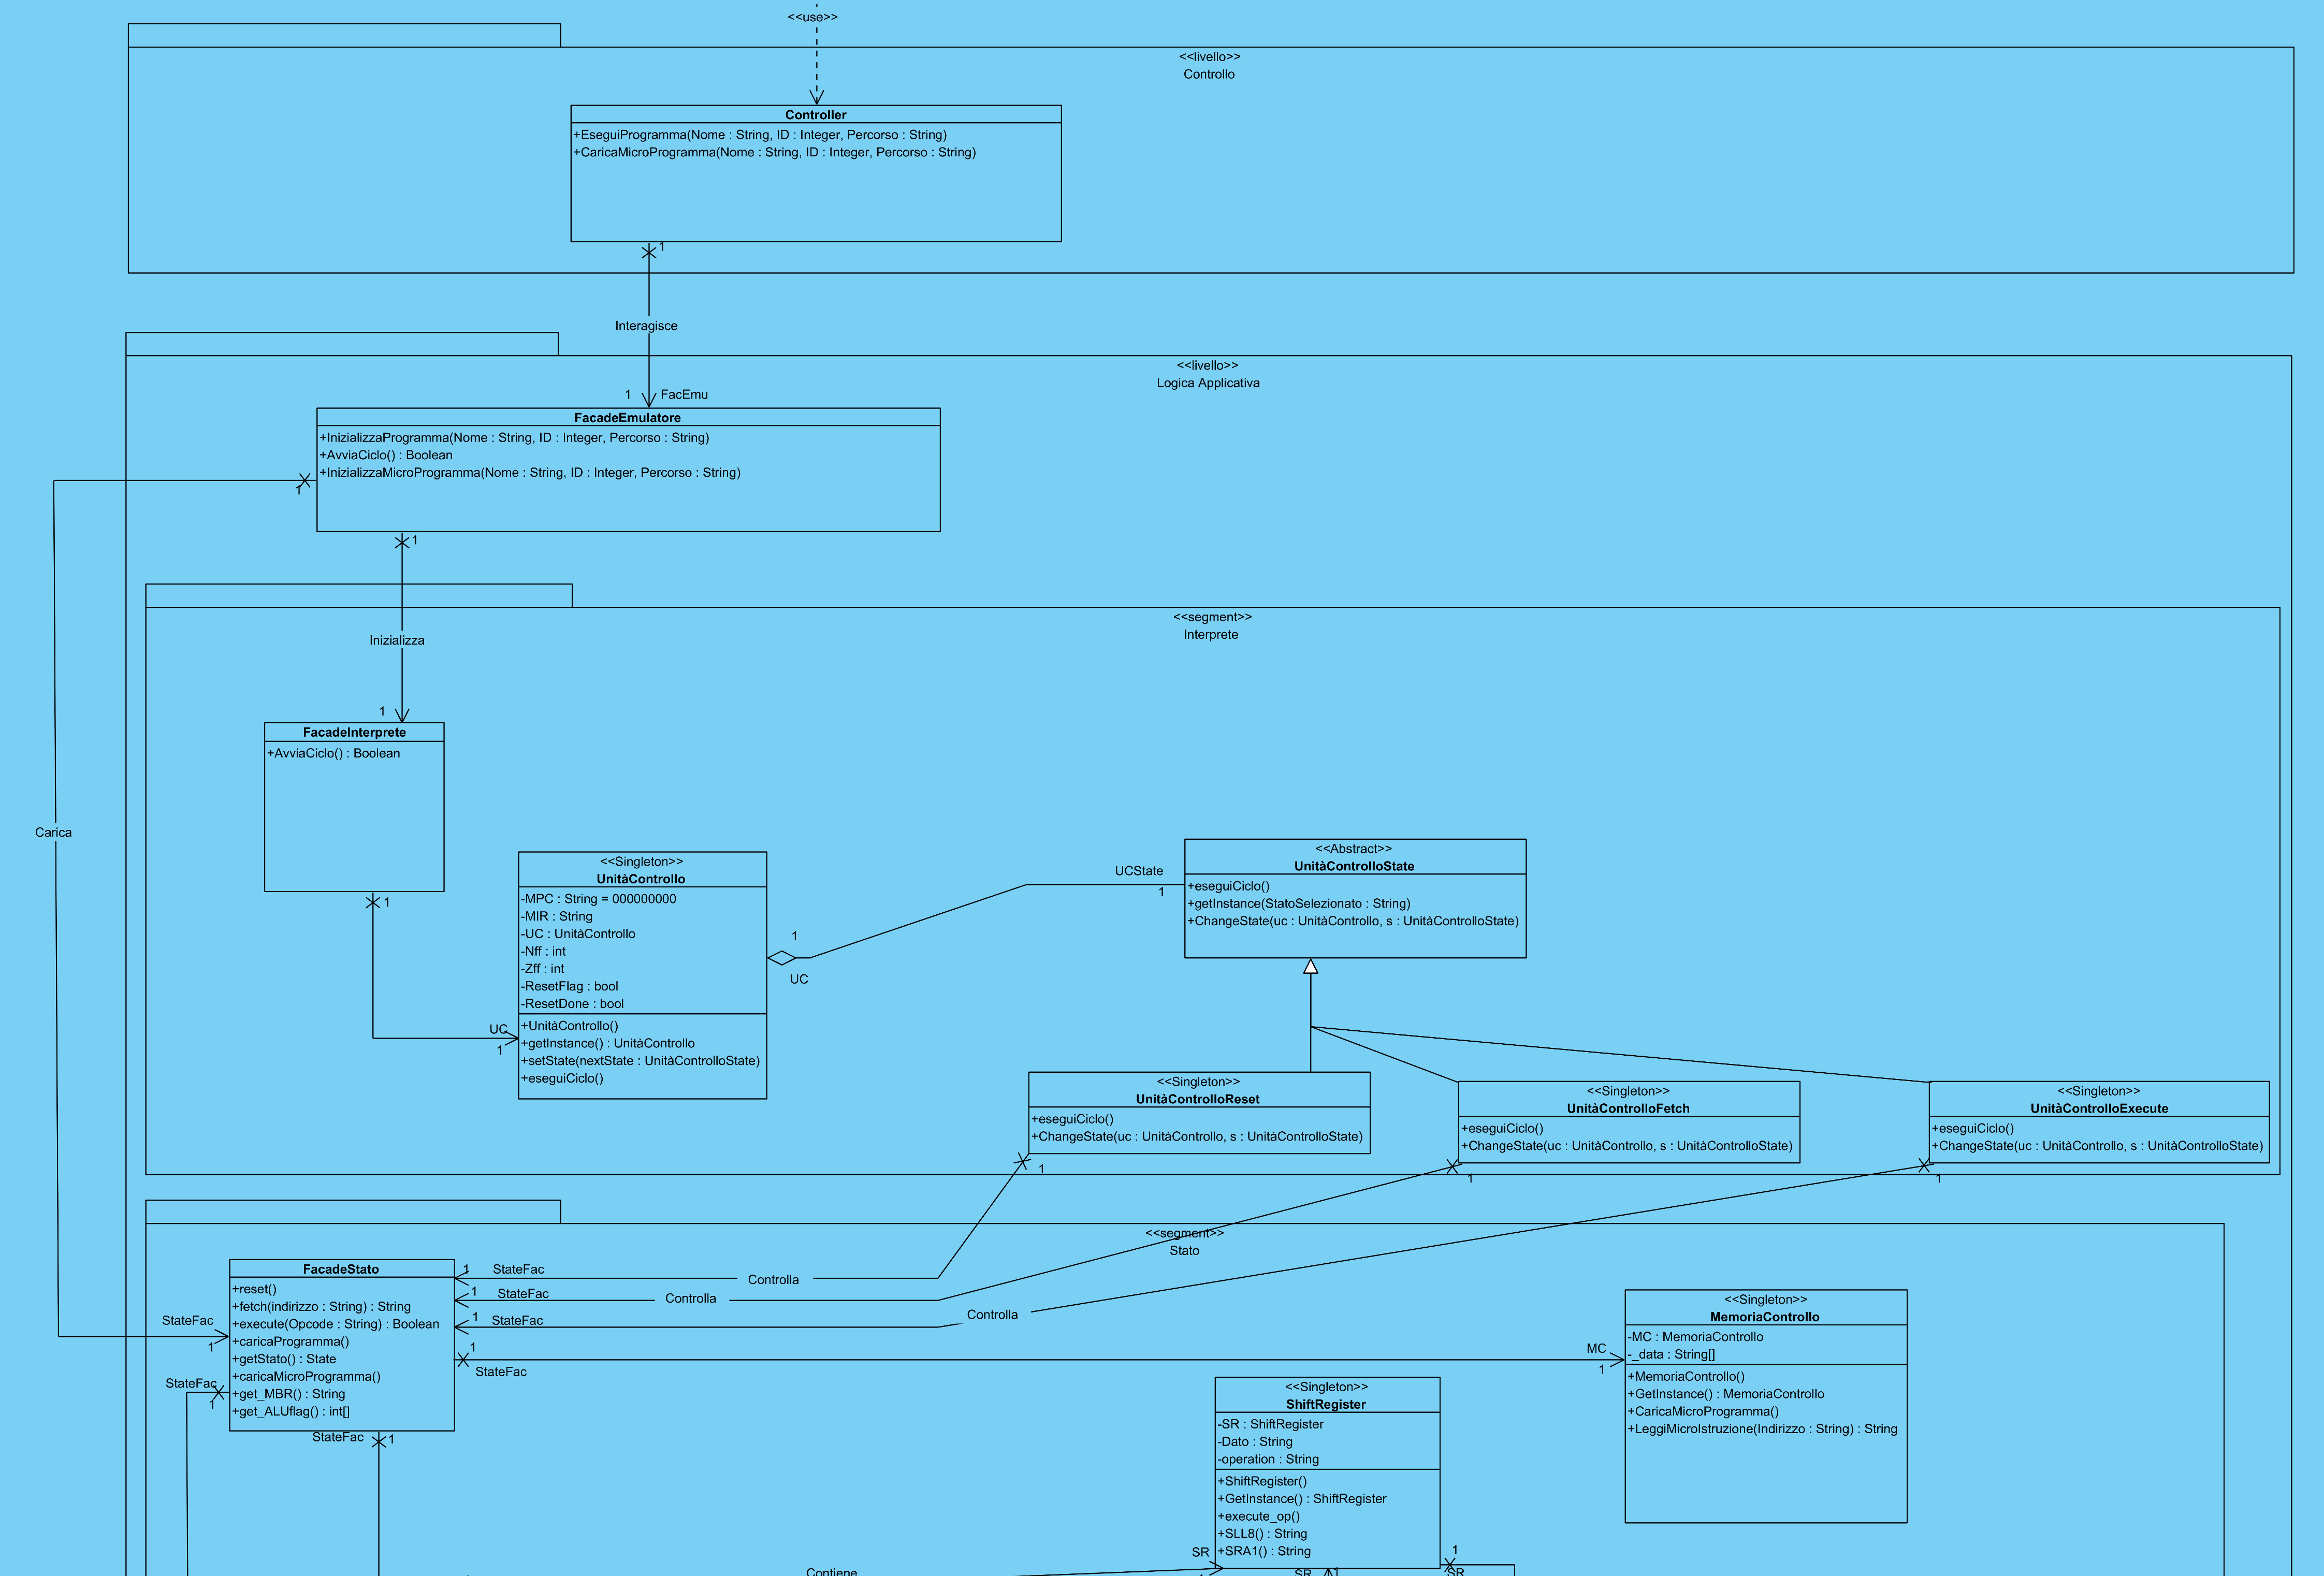 <<use>>
<<livello>>
Controllo
Controller
+EseguiProgramma(Nome : String, ID : Integer, Percorso : String)
+CaricaMicroProgramma(Nome : String, ID : Integer, Percorso : String)
1
Interagisce
<<livello>>
Logica Applicativa
1
FacEmu
FacadeEmulatore
+InizializzaProgramma(Nome : String, ID : Integer, Percorso : String)
+AvviaCiclo() : Boolean
+InizializzaMicroProgramma(Nome : String, ID : Integer, Percorso : String)
1
1
<<segment>>
Interprete
Inizializza
1
FacadeInterprete
+AvviaCiclo() : Boolean
Carica
1
<<Singleton>>
UnitàControllo
-MPC : String = 000000000
-MIR : String
-UC : UnitàControllo
-Nff : int
-Zff : int
-ResetFlag : bool
-ResetDone : bool
+UnitàControllo()
+getInstance() : UnitàControllo
+setState(nextState : UnitàControlloState)
+eseguiCiclo()
UC
1
1
UC
UCState
1
<<Abstract>>
UnitàControlloState
+eseguiCiclo()
+getInstance(StatoSelezionato : String)
+ChangeState(uc : UnitàControllo, s : UnitàControlloState)
<<Singleton>>
UnitàControlloReset
+eseguiCiclo()
+ChangeState(uc : UnitàControllo, s : UnitàControlloState)
1
<<Singleton>>
UnitàControlloFetch
+eseguiCiclo()
+ChangeState(uc : UnitàControllo, s : UnitàControlloState)
1
<<Singleton>>
UnitàControlloExecute
+eseguiCiclo()
+ChangeState(uc : UnitàControllo, s : UnitàControlloState)
1
<<segment>>
Stato
FacadeStato
+reset()
+fetch(indirizzo : String) : String
+execute(Opcode : String) : Boolean
+caricaProgramma()
+getStato() : State
+caricaMicroProgramma()
+get_MBR() : String
+get_ALUflag() : int[]
StateFac
1
StateFac
1
StateFac
1
1
StateFac
Controlla
1
StateFac
Controlla
1
StateFac
Controlla
1
StateFac
MC
1
<<Singleton>>
MemoriaControllo
-MC : MemoriaControllo
-_data : String[]
+MemoriaControllo()
+GetInstance() : MemoriaControllo
+CaricaMicroProgramma()
+LeggiMicroIstruzione(Indirizzo : String) : String
<<Singleton>>
ShiftRegister
-SR : ShiftRegister
-Dato : String
-operation : String
+ShiftRegister()
+GetInstance() : ShiftRegister
+execute_op()
+SLL8() : String
+SRA1() : String
SR
1
SR
1
SR
Contiene